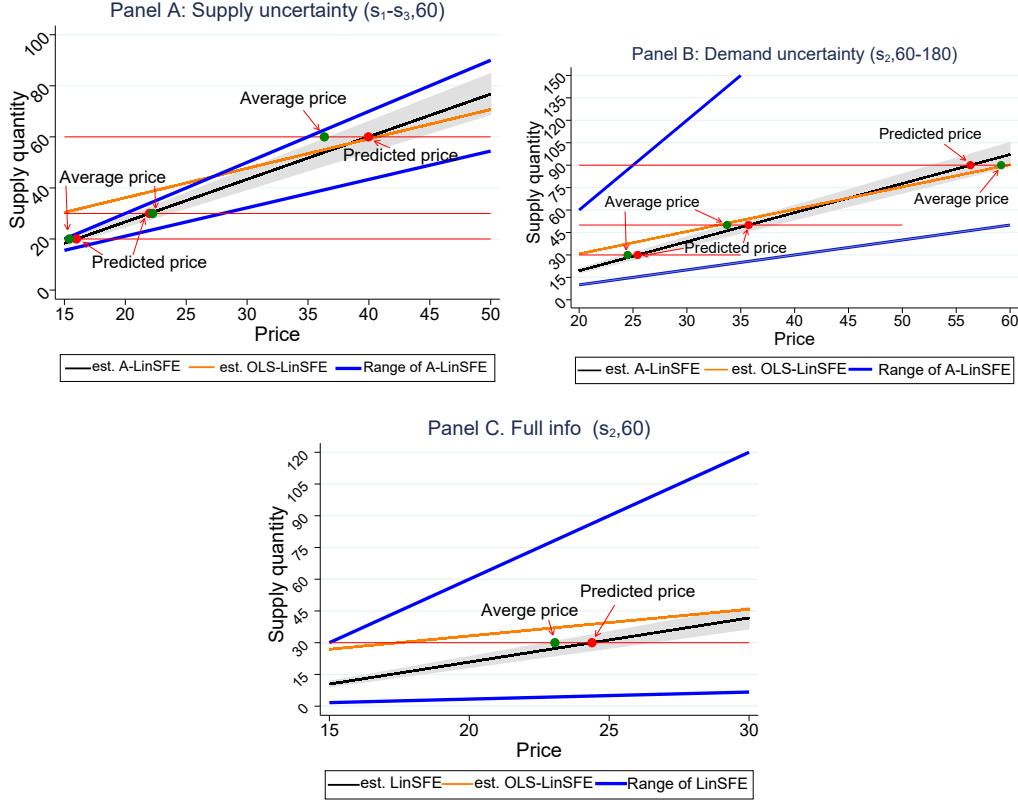 Panel A: Supply uncertainty (s₁-s₃,60)
Supply quantity
100
80
60
40
20
0
Average price
Predicted price
Average price
Predicted price
15 20 25 30 35 40 45 50
Price
est. A-LinSFE est. OLS-LinSFE Range of A-LinSFE
Panel B: Demand uncertainty (s₂,60-180)
Supply quantity
150
135
120
105
90
75
60
45
30
15
0
Predicted price
Average price
Average price
Predicted price
20 25 30 35 40 45 50 55 60
Price
est. A-LinSFE est. OLS-LinSFE Range of A-LinSFE
Panel C. Full info (s₂,60)
Supply quantity
120
105
90
75
60
45
30
15
0
Predicted price
Averge price
15 20 25 30
Price
est. LinSFE est. OLS-LinSFE Range of LinSFE